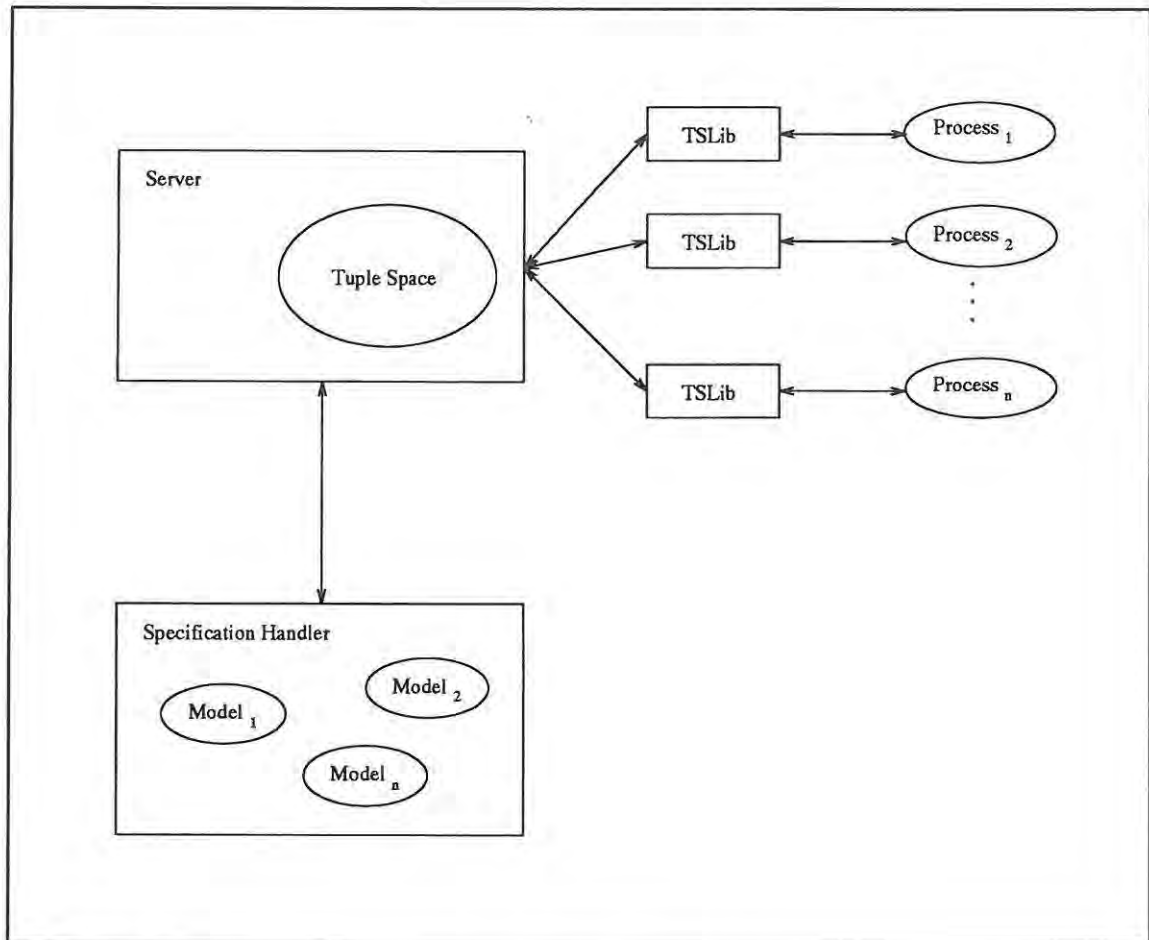 TSLib
Process 1
Server
TSLib
Process 2
Tuple Space
TSLib
Process n
Specification Handler
Model 1
Model 2
Model n